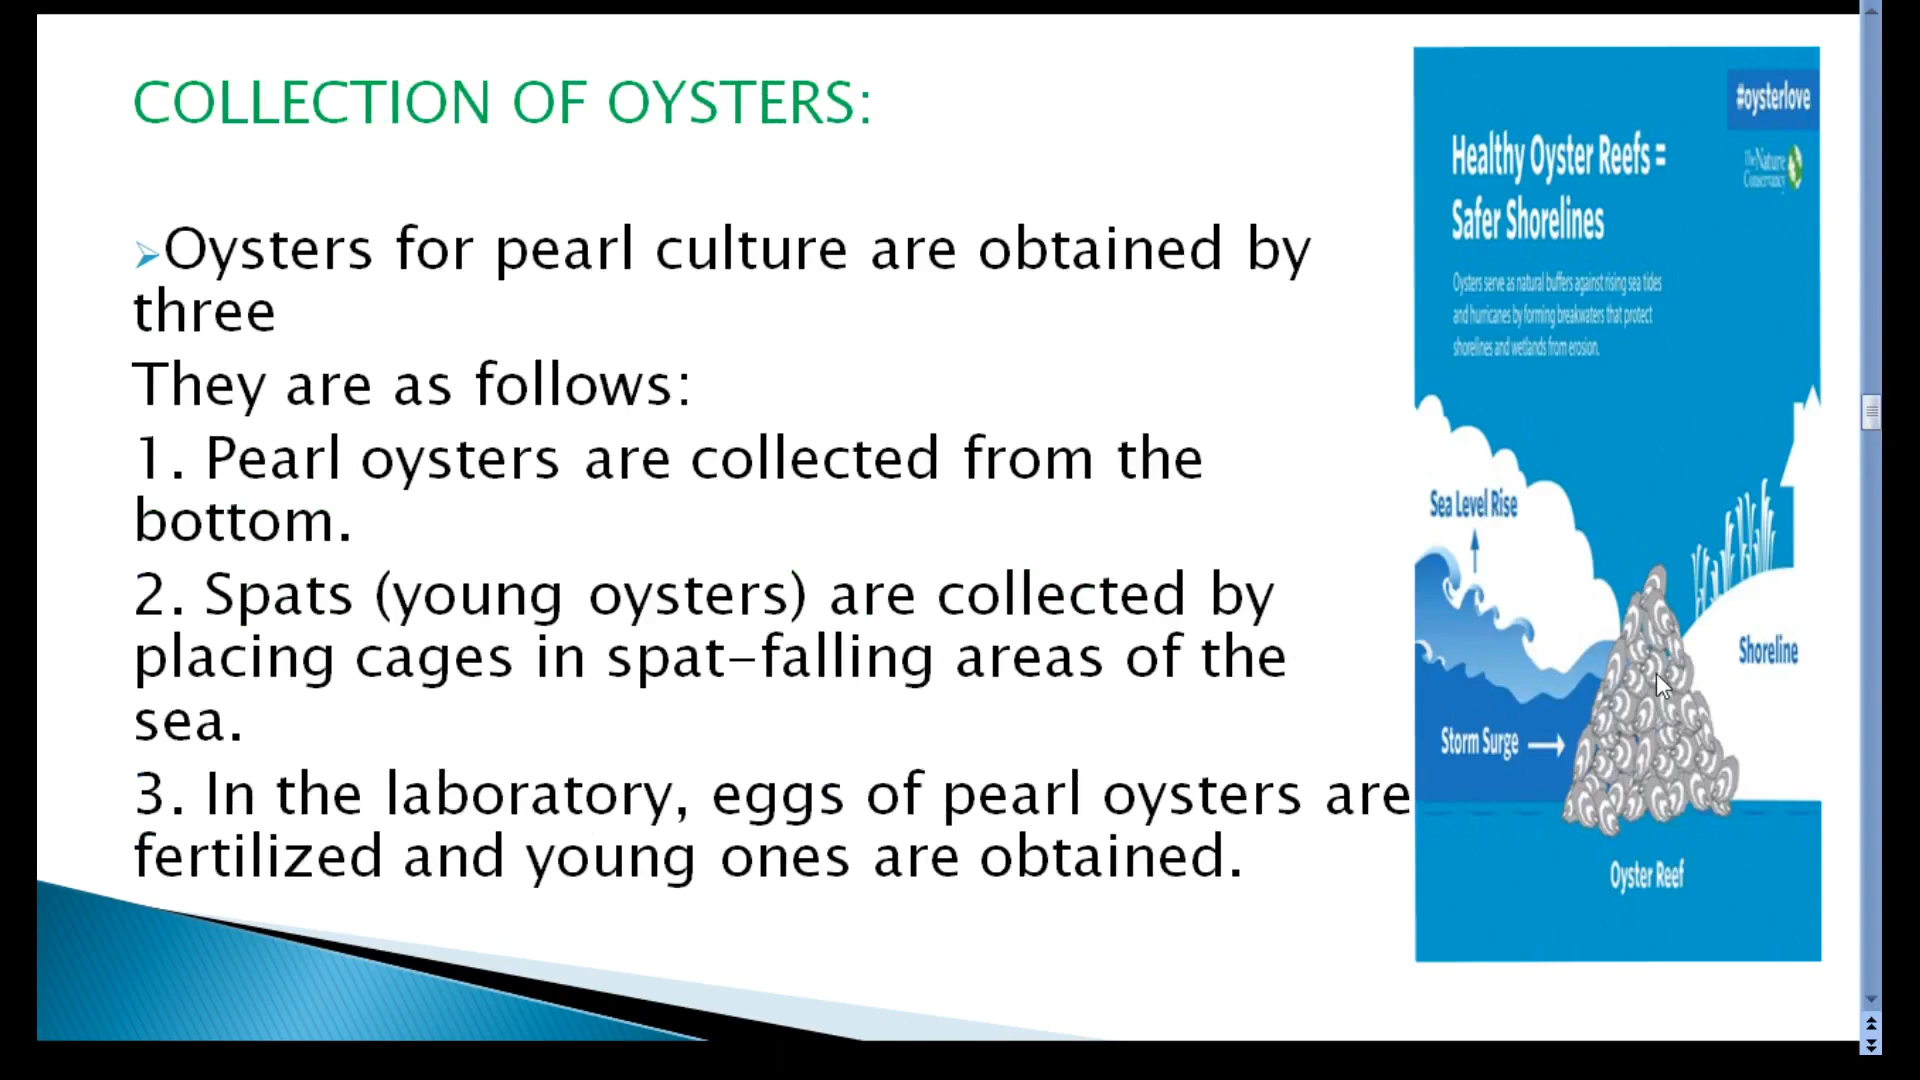 COLLECTION OF OYSTERS:
➢Oysters for pearl culture are obtained by
three
They are as follows:
1. Pearl oysters are collected from the
bottom.
2. Spats (young oysters) are collected by
placing cages in spat-falling areas of the
sea.
3. In the laboratory, eggs of pearl oysters are
fertilized and young ones are obtained.
#oysterlove
The Nature
Conservancy
Healthy Oyster Reefs =
Safer Shorelines
Oysters serve as natural buffers against rising sea tides
and hurricanes by forming breakwaters that protect
shorelines and wetlands from erosion.
Sea Level Rise
Shoreline
Storm Surge
Oyster Reef